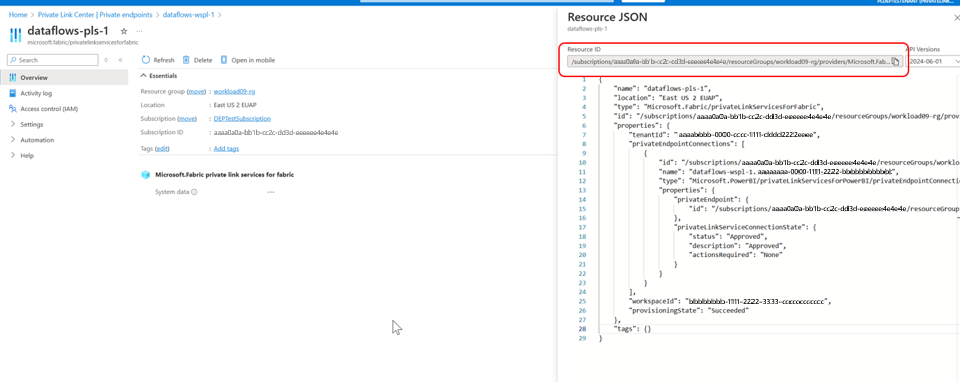 Home > Private Link Center | Private endpoints > dataflows-wspl-1 >
dataflows-pls-1 ☆ ...
microsoft.fabric/privatelinkservicesforfabric
Search
Overview
Activity log
Access control (IAM)
Settings
Automation
Help
Refresh Delete Open in mobile
Essentials
Resource group (move) : workload09-rg
Location : East US 2 EUAP
Subscription (move) : DEPTestSubscription
Subscription ID : aaaa0a0a-bb1b-cc2c-dd3d-eeeeee4e4e4e
Tags (edit) : Add tags
Microsoft.Fabric private link services for fabric
System data ---
Resource JSON
dataflows-pls-1
Resource ID
/subscriptions/aaaa0a0a-bb1b-cc2c-dd3d-eeeeee4e4e4e/resourceGroups/workload09-rg/providers/Microsoft.Fab...
API Versions
2024-06-01
1 {
2 "name": "dataflows-pls-1",
3 "location": "East US 2 EUAP",
4 "type": "Microsoft.Fabric/privateLinkServicesForFabric",
5 "id": "/subscriptions/aaaa0a0a-bb1b-cc2c-dd3d-eeeeee4e4e4e/resourceGroups/workload09-rg/pro
6 "properties": {
7 "tenantId": "aaaabbbb-0000-cccc-1111-dddd2222eeee",
8 "privateEndpointConnections": [
9 {
10 "id": "/subscriptions/aaaa0a0a-bb1b-cc2c-dd3d-eeeeee4e4e4e/resourceGroups/worklo
11 "name": "dataflows-wspl-1.aaaaaaaa-0000-1111-2222-bbbbbbbbbbbb",
12 "type": "Microsoft.PowerBI/privateLinkServicesForPowerBI/privateEndpointConnectio
13 "properties": {
14 "privateEndpoint": {
15 "id": "/subscriptions/aaaa0a0a-bb1b-cc2c-dd3d-eeeeee4e4e4e/resourceGroup
16 },
17 "privateLinkServiceConnectionState": {
18 "status": "Approved",
19 "description": "Approved",
20 "actionsRequired": "None"
21 }
22 }
23 }
24 ],
25 "workspaceId": "bbbbbbbb-1111-2222-3333-cccccccccccc",
26 "provisioningState": "Succeeded"
27 },
28 "tags": {}
29 }